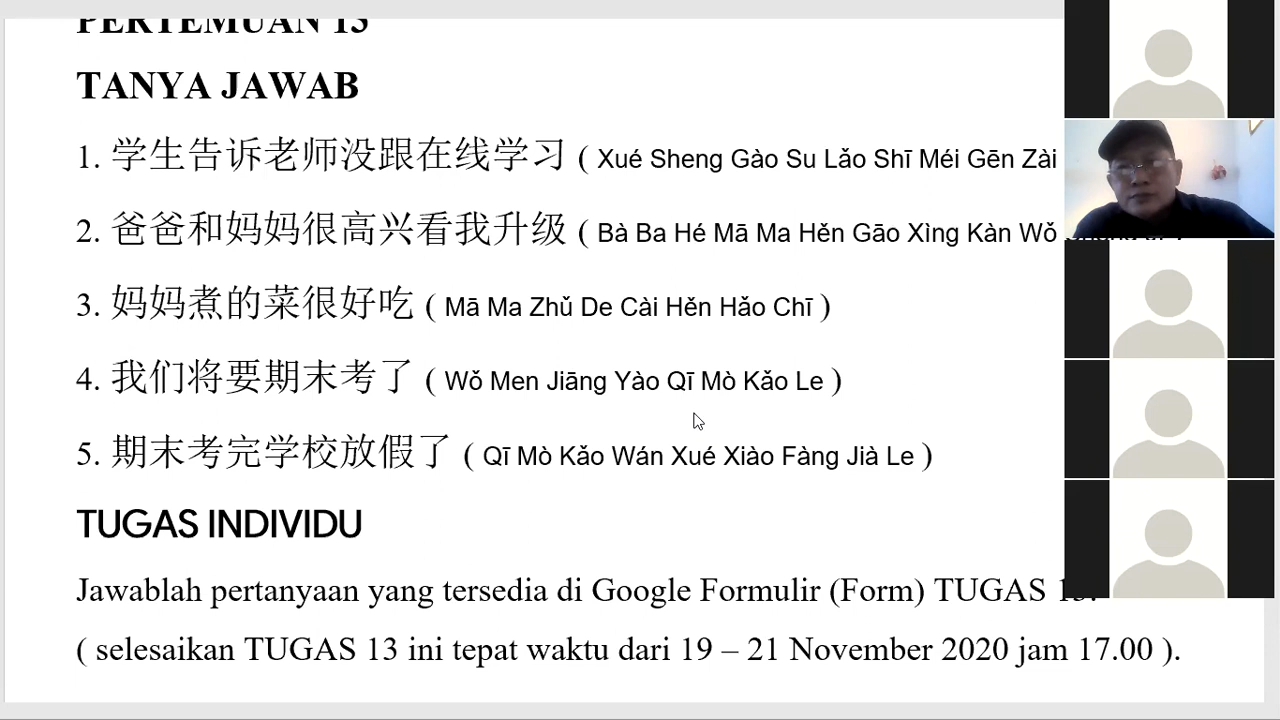 PERTEMUAN 13
TANYA JAWAB
1. 学生告诉老师没跟在线学习 ( Xué Sheng Gào Su Lǎo Shī Méi Gēn Zài
2. 爸爸和妈妈很高兴看我升级 ( Bà Ba Hé Mā Ma Hěn Gāo Xìng Kàn Wǒ
3. 妈妈煮的菜很好吃 ( Mā Ma Zhǔ De Cài Hěn Hǎo Chī )
4. 我们将要期末考了 ( Wǒ Men Jiāng Yào Qī Mò Kǎo Le )
5. 期末考完学校放假了 ( Qī Mò Kǎo Wán Xué Xiào Fàng Jià Le )
TUGAS INDIVIDU
Jawablah pertanyaan yang tersedia di Google Formulir (Form) TUGAS 13.
( selesaikan TUGAS 13 ini tepat waktu dari 19 – 21 November 2020 jam 17.00 ).